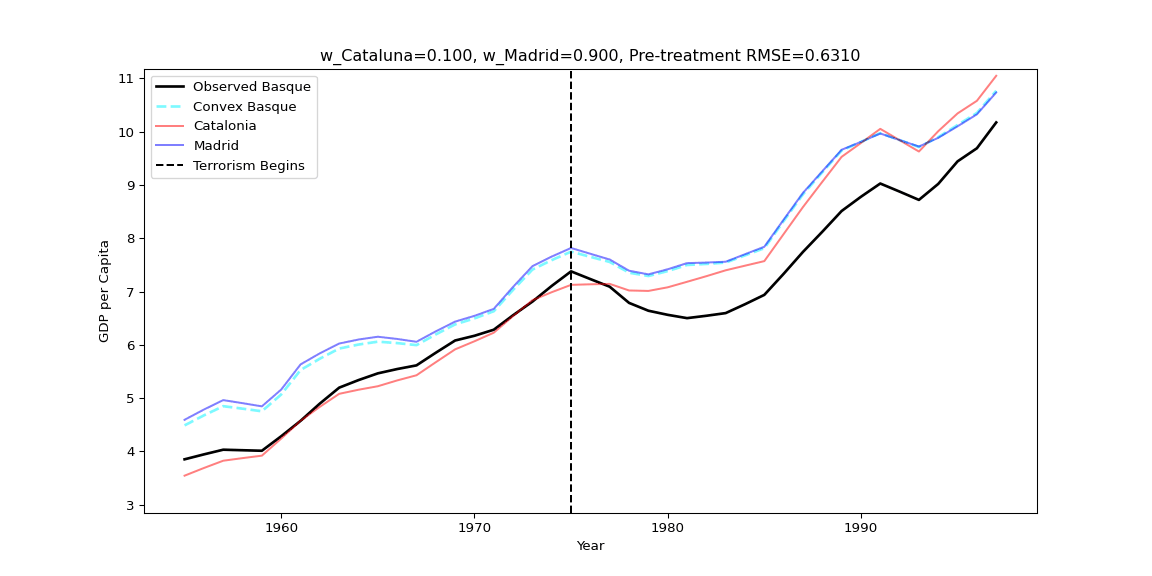 w_Cataluna=0.100, w_Madrid=0.900, Pre-treatment RMSE=0.6310
Observed Basque
Convex Basque
Catalonia
Madrid
Terrorism Begins
GDP per Capita
11
10
9
8
7
6
5
4
3
1960 1970 1980 1990
Year